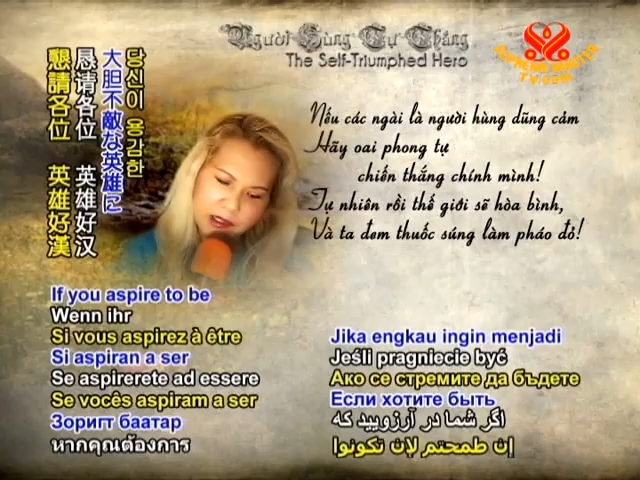 Người Hùng Tự Thắng
The Self-Triumphed Hero
SUPREME MASTER
TV.com
당신이 용감한
大胆不敵な英雄に
恳请各位 英雄好汉
懇請各位 英雄好漢
Nếu các ngài là người hùng dũng cảm
Hãy oai phong tự
chiến thắng chính mình!
Tự nhiên rồi thế giới sẽ hòa bình,
Và ta đem thuốc súng làm pháo đỏ!
If you aspire to be
Wenn ihr
Si vous aspirez à être
Si aspiran a ser
Se aspirerete ad essere
Se vocês aspiram a ser
Зоригт баатар
หากคุณต้องการ
Jika engkau ingin menjadi
Jeśli pragniecie być
Ако се стремите да бъдете
Если хотите быть
اگر شما در آرزویید که
إن طمحتم لإن تكونوا